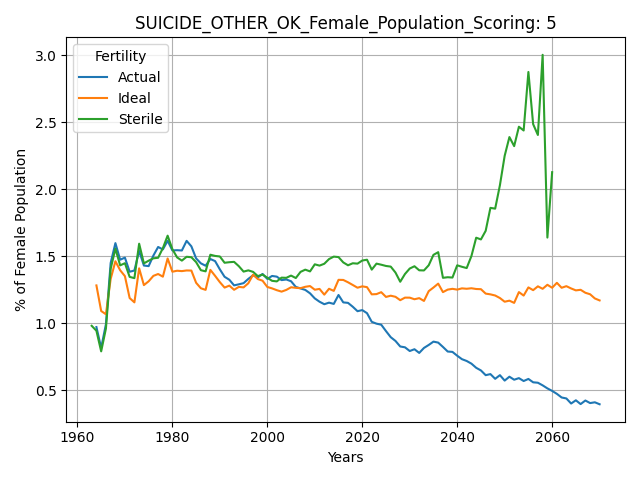 SUICIDE_OTHER_OK_Female_Population_Scoring: 5
% of Female Population
3.0
2.5
2.0
1.5
1.0
0.5
Fertility
Actual
Ideal
Sterile
1960
1980
2000
2020
2040
2060
Years